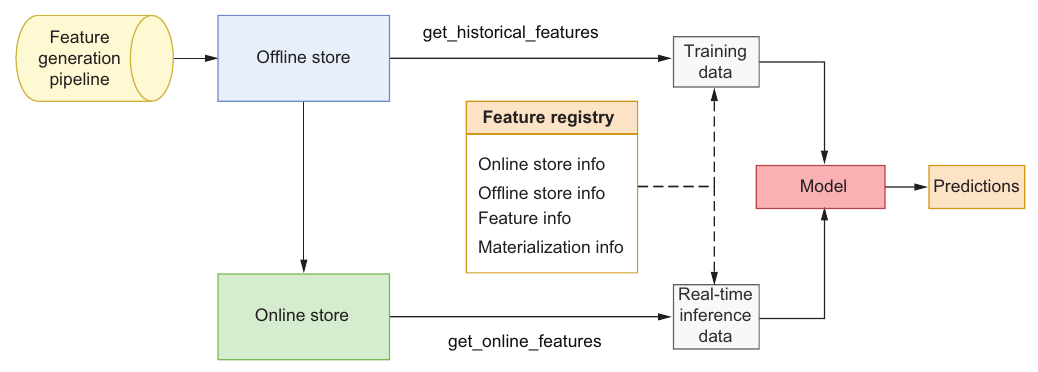 Feature
generation
pipeline
Offline store
get_historical_features
Training
data
Feature registry
Online store info
Offline store info
Feature info
Materialization info
Model
Predictions
Online store
get_online_features
Real-time
inference
data